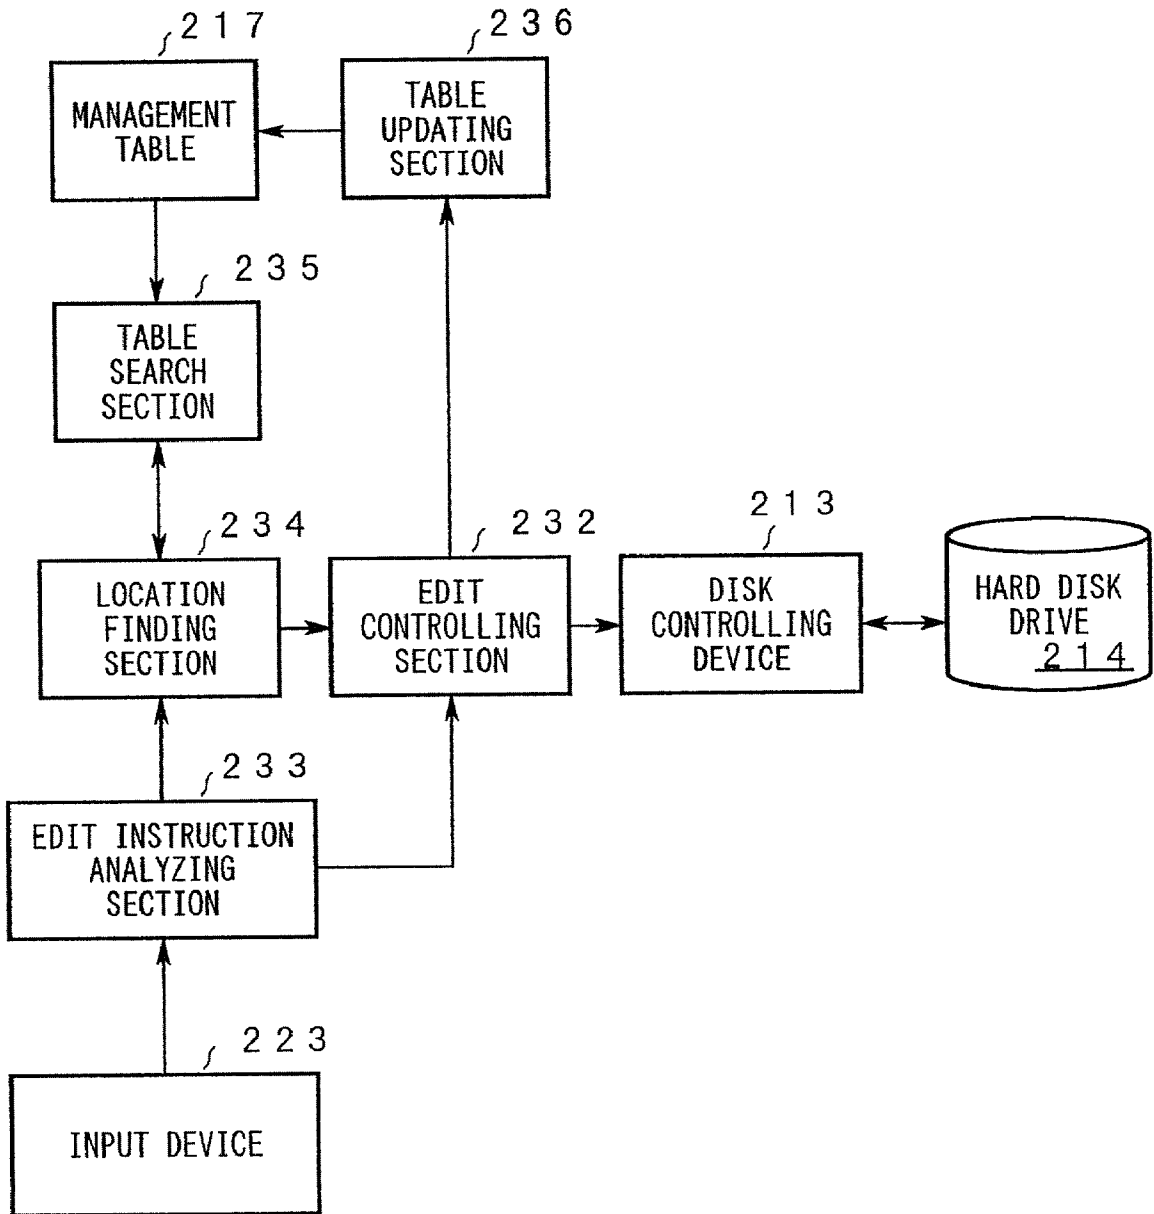 217
236
MANAGEMENT
TABLE
TABLE
UPDATING
SECTION
235
TABLE
SEARCH
SECTION
234
232
213
LOCATION
FINDING
SECTION
EDIT
CONTROLLING
SECTION
DISK
CONTROLLING
DEVICE
HARD DISK
DRIVE
214
233
EDIT INSTRUCTION
ANALYZING
SECTION
223
INPUT DEVICE